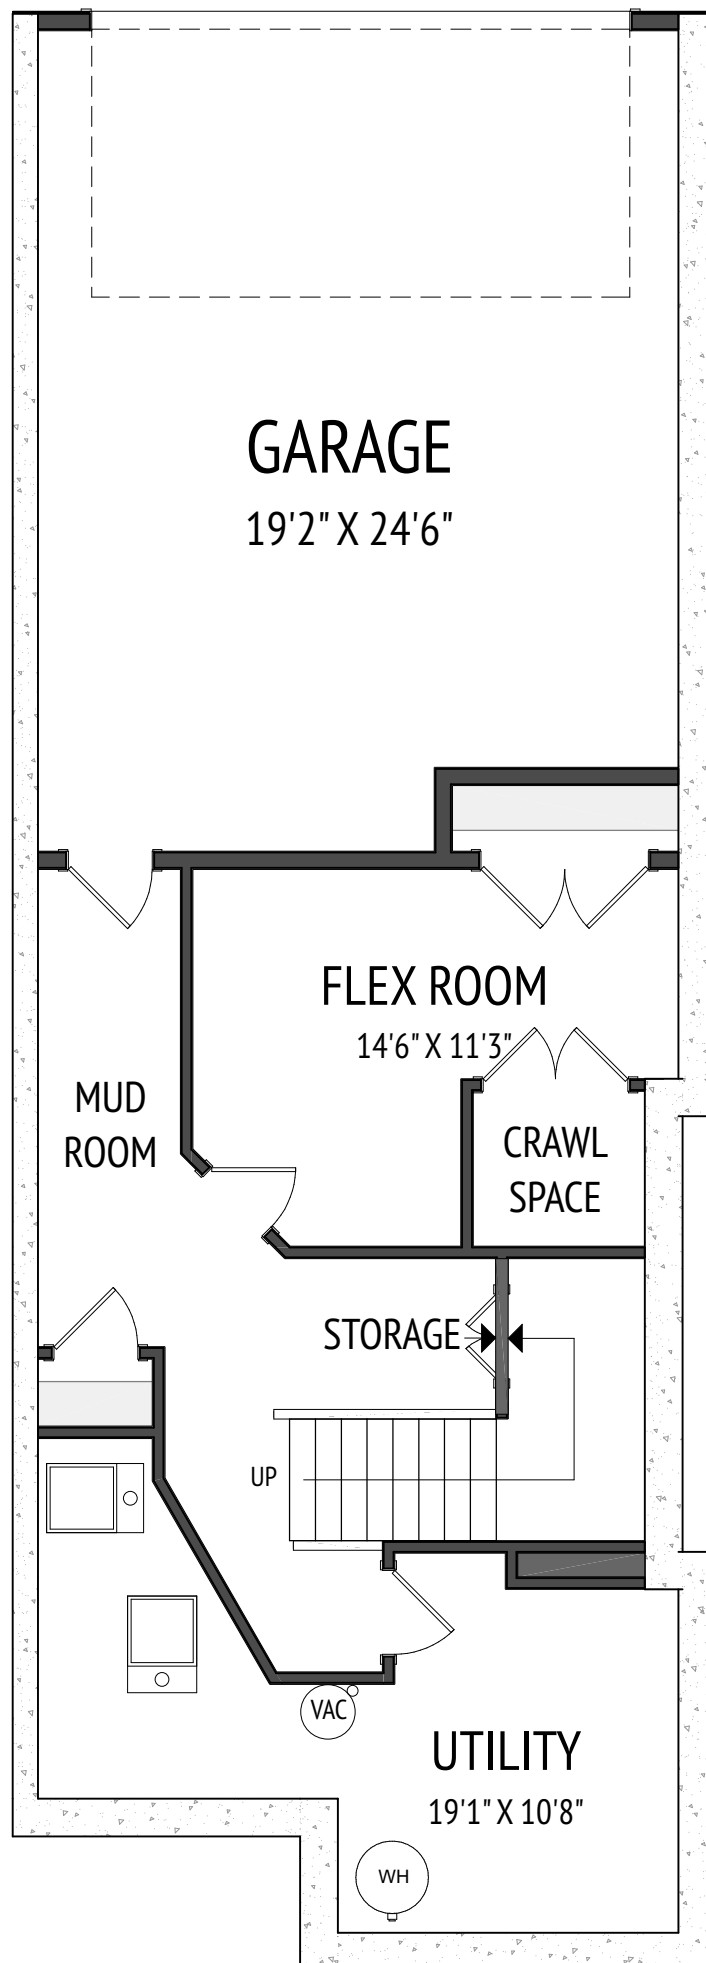 GARAGE
19'2" X 24'6"
FLEX ROOM
14'6" X 11'3"
MUD
ROOM
CRAWL
SPACE
STORAGE
UP
VAC
UTILITY
19'1" X 10'8"
WH